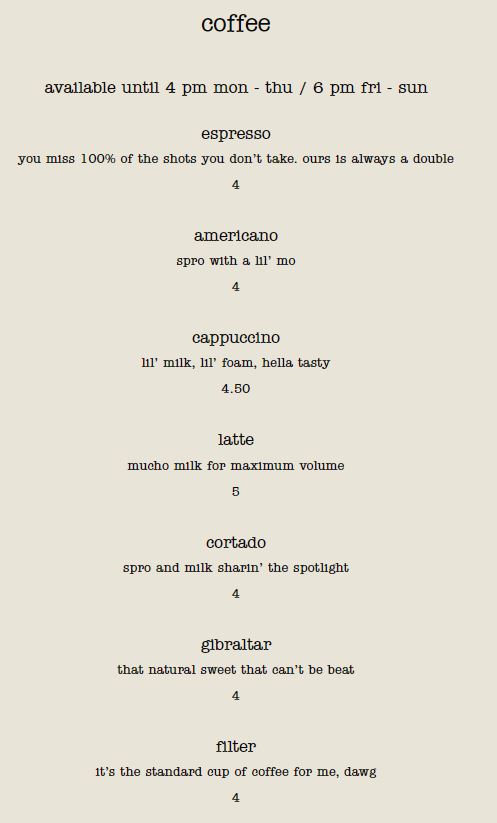 coffee
available until 4 pm mon - thu / 6 pm fri - sun
espresso
you miss 100% of the shots you don't take. ours is always a double
4
americano
spro with a lil' mo
4
cappuccino
lil' milk, lil' foam, hella tasty
4.50
latte
mucho milk for maximum volume
5
cortado
spro and milk sharin' the spotlight
4
gibraltar
that natural sweet that can't be beat
4
filter
it's the standard cup of coffee for me, dawg
4